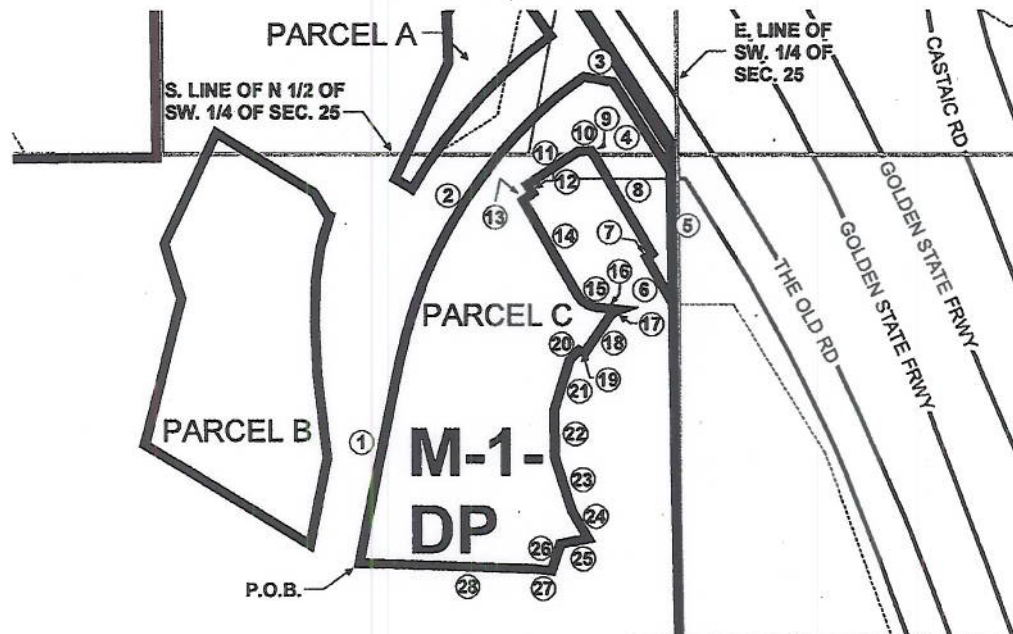 PARCEL A
S. LINE OF N 1/2 OF
SW. 1/4 OF SEC. 25
E. LINE OF
SW. 1/4 OF
SEC. 25
CASTAIC RD
GOLDEN STATE FRWY
GOLDEN STATE FRWY
THE OLD RD
3
9
10
4
11
2
12
13
8
5
7
14
16
15
6
PARCEL C
17
18
20
19
21
PARCEL B
1
22
M-1-
DP
23
24
26
25
P.O.B.
28
27